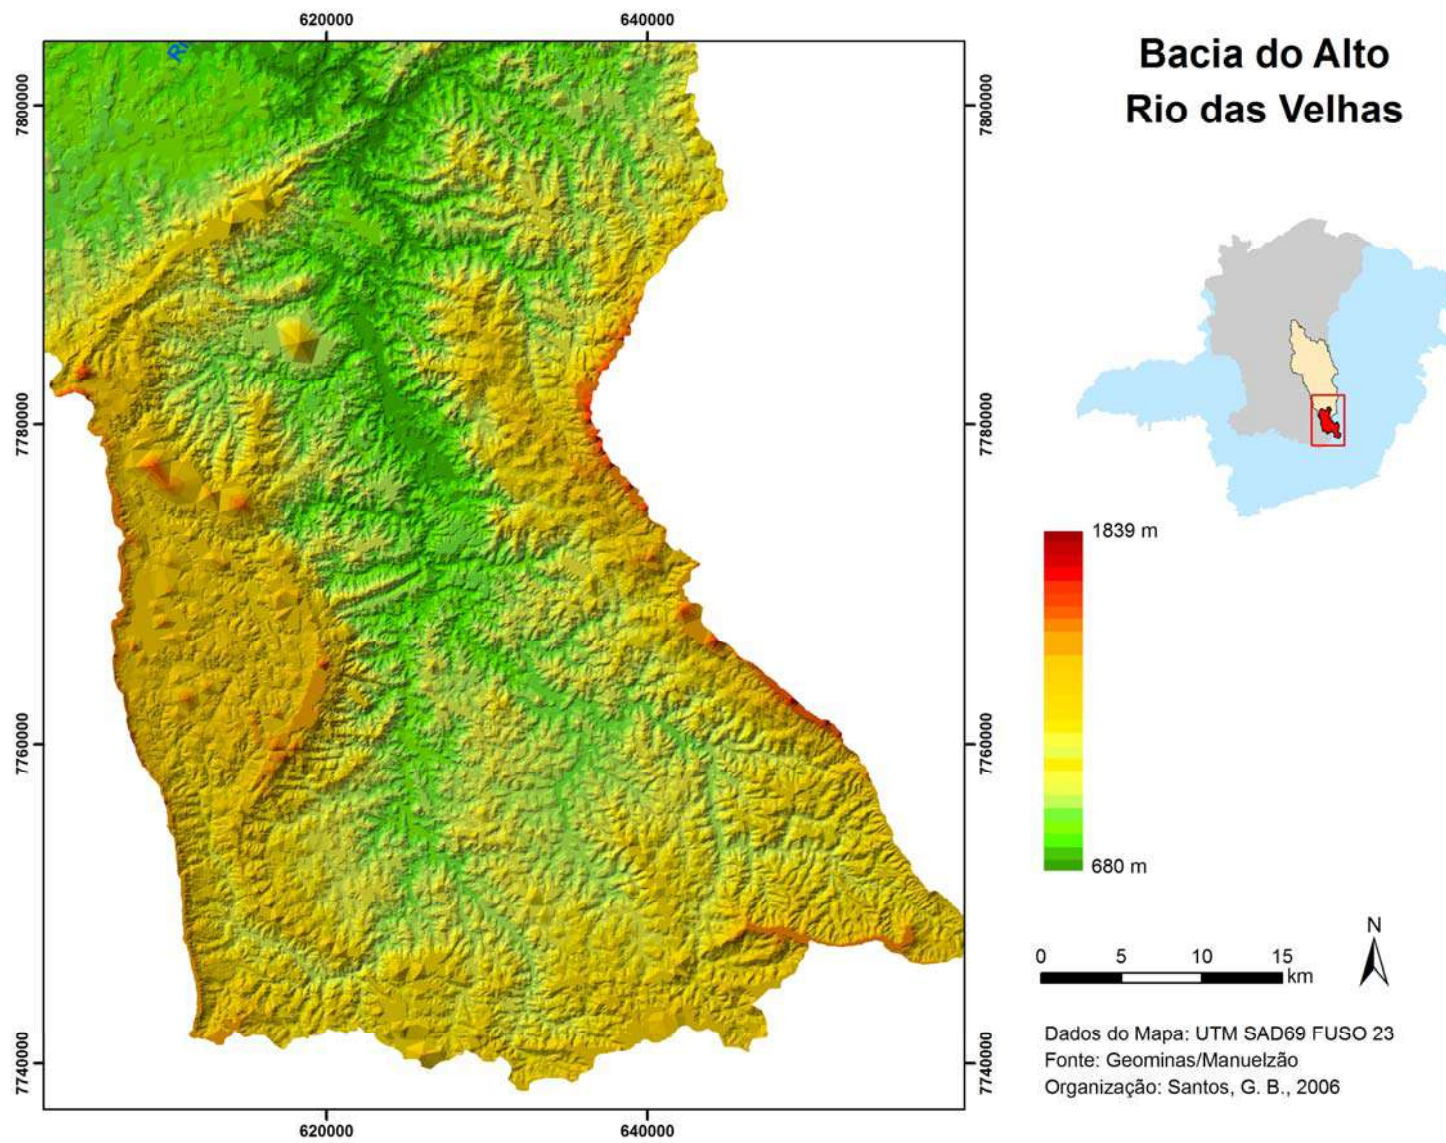 620000
640000
Bacia do Alto
Rio das Velhas
7800000
7800000
7780000
7780000
7760000
7760000
7740000
7740000
620000
640000
1839 m
680 m
N
0 5 10 15
km
Dados do Mapa: UTM SAD69 FUSO 23
Fonte: Geominas/Manuelzão
Organização: Santos, G. B., 2006